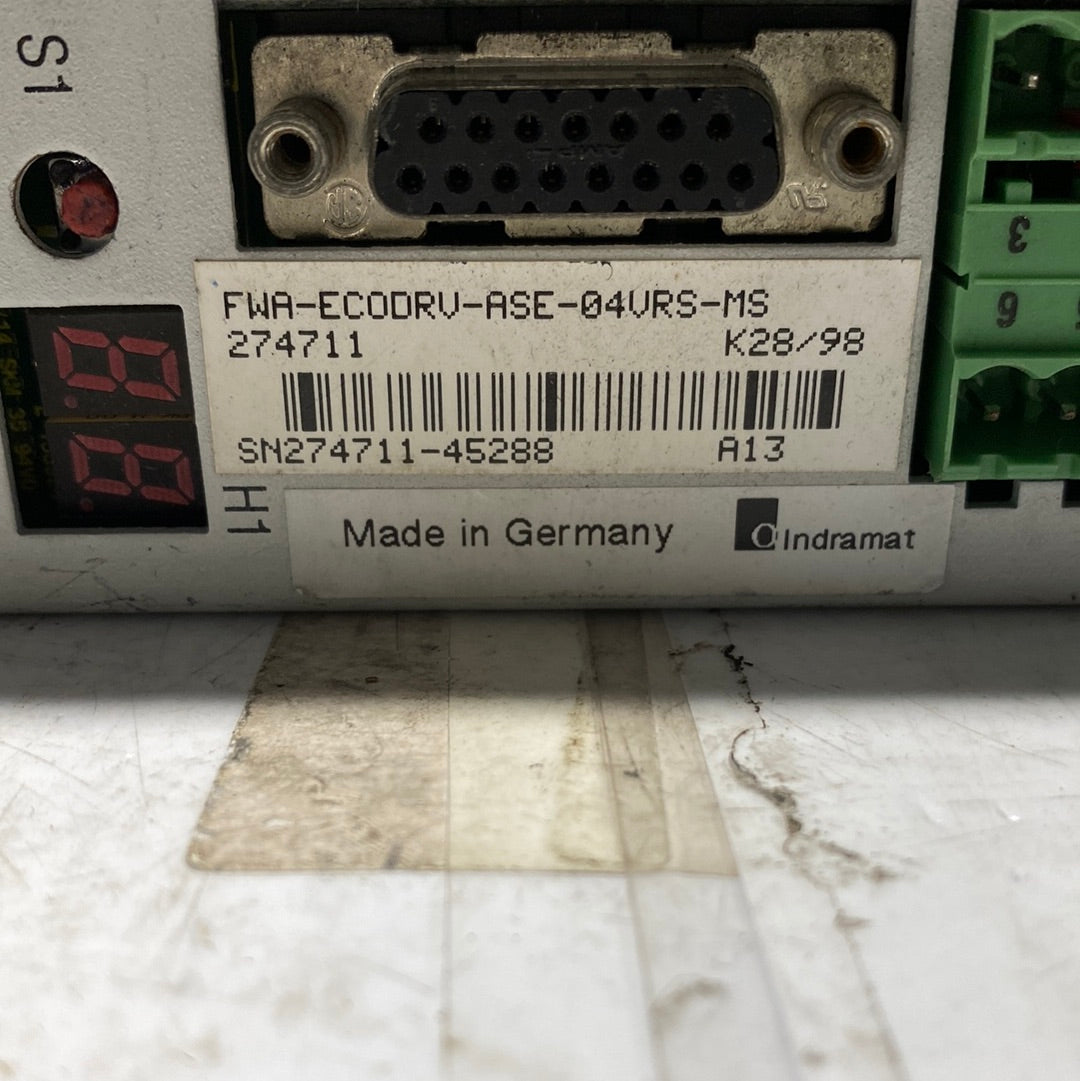 S1
3
6
FWA-ECODRV-ASE-04VRS-MS
274711 K28/98
SN274711-45288 A13
H1
Made in Germany Indramat